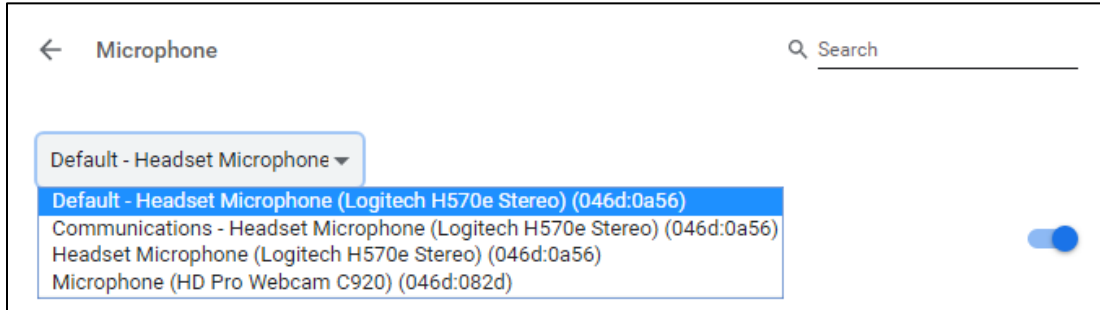 Microphone
Search
Default - Headset Microphone
Default - Headset Microphone (Logitech H570e Stereo) (046d:0a56)
Communications - Headset Microphone (Logitech H570e Stereo) (046d:0a56)
Headset Microphone (Logitech H570e Stereo) (046d:0a56)
Microphone (HD Pro Webcam C920) (046d:082d)